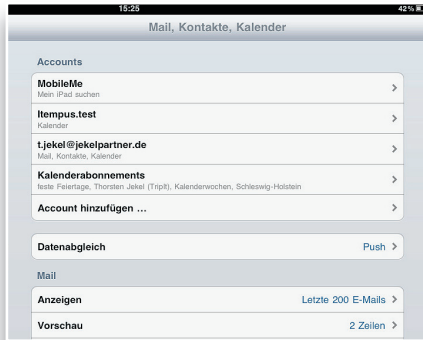 15:25
42 %
Mail, Kontakte, Kalender
Accounts
MobileMe
Mein iPad suchen
Itempus.test
Kalender
t.jekel@jekelpartner.de
Mail, Kontakte, Kalender
Kalenderabonnements
feste Feiertage, Thorsten Jekel (TripIt), Kalenderwochen, Schleswig-Holstein
Account hinzufügen ...
Datenabgleich Push
Mail
Anzeigen Letzte 200 E-Mails
Vorschau 2 Zeilen